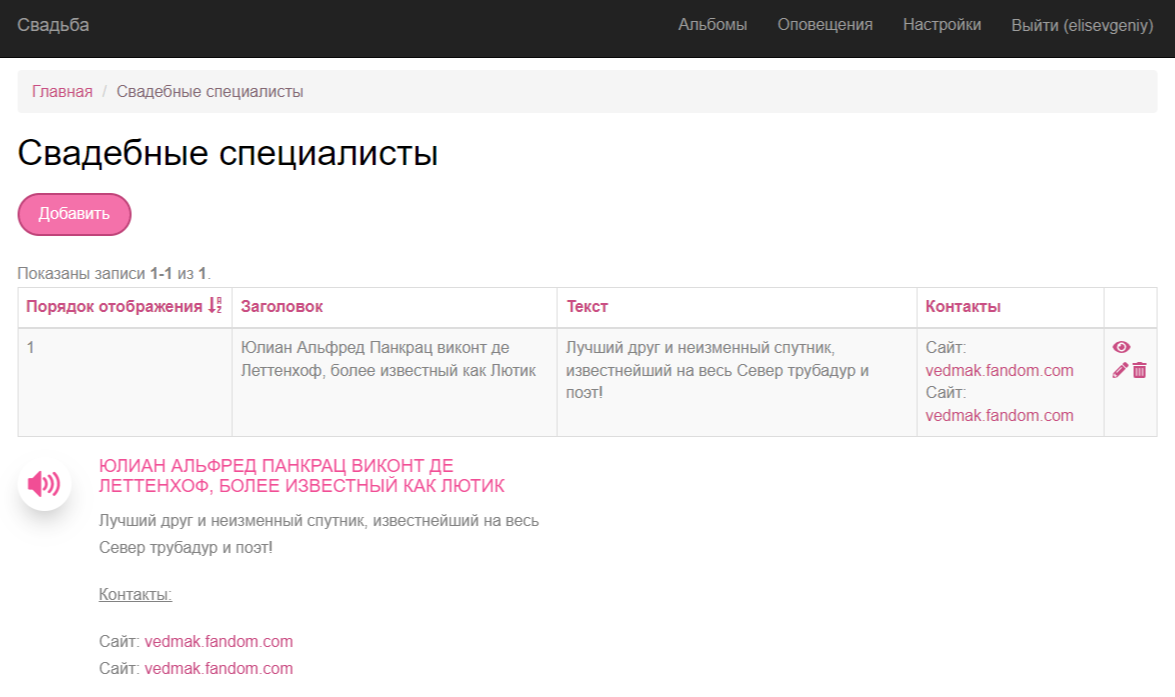 Свадьба Альбомы Оповещения Настройки Выйти (elisevgeniy)
Главная / Свадебные специалисты
Свадебные специалисты
Добавить
Показаны записи 1-1 из 1.
Порядок отображения Заголовок Текст Контакты
1
Юлиан Альфред Панкрац виконт де
Леттенхоф, более известный как Лютик
Лучший друг и неизменный спутник,
известнейший на весь Север трубадур и
поэт!
Сайт:
vedmak.fandom.com
Сайт:
vedmak.fandom.com
ЮЛИАН АЛЬФРЕД ПАНКРАЦ ВИКОНТ ДЕ
ЛЕТТЕНХОФ, БОЛЕЕ ИЗВЕСТНЫЙ КАК ЛЮТИК
Лучший друг и неизменный спутник, известнейший на весь
Север трубадур и поэт!
Контакты:
Сайт: vedmak.fandom.com
Сайт: vedmak.fandom.com